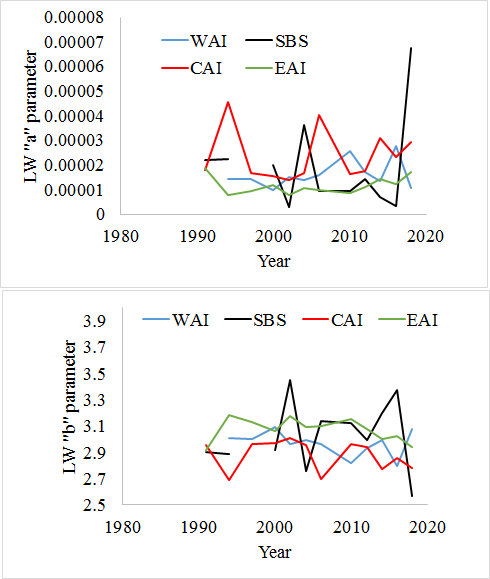 0.00008
0.00007
0.00006
0.00005
0.00004
0.00003
0.00002
0.00001
0
LW "a" parameter
WAI SBS
CAI EAI
1980 1990 2000 2010 2020
Year
3.9
3.7
3.5
3.3
3.1
2.9
2.7
2.5
LW "b" parameter
WAI SBS CAI EAI
1980 1990 2000 2010 2020
Year